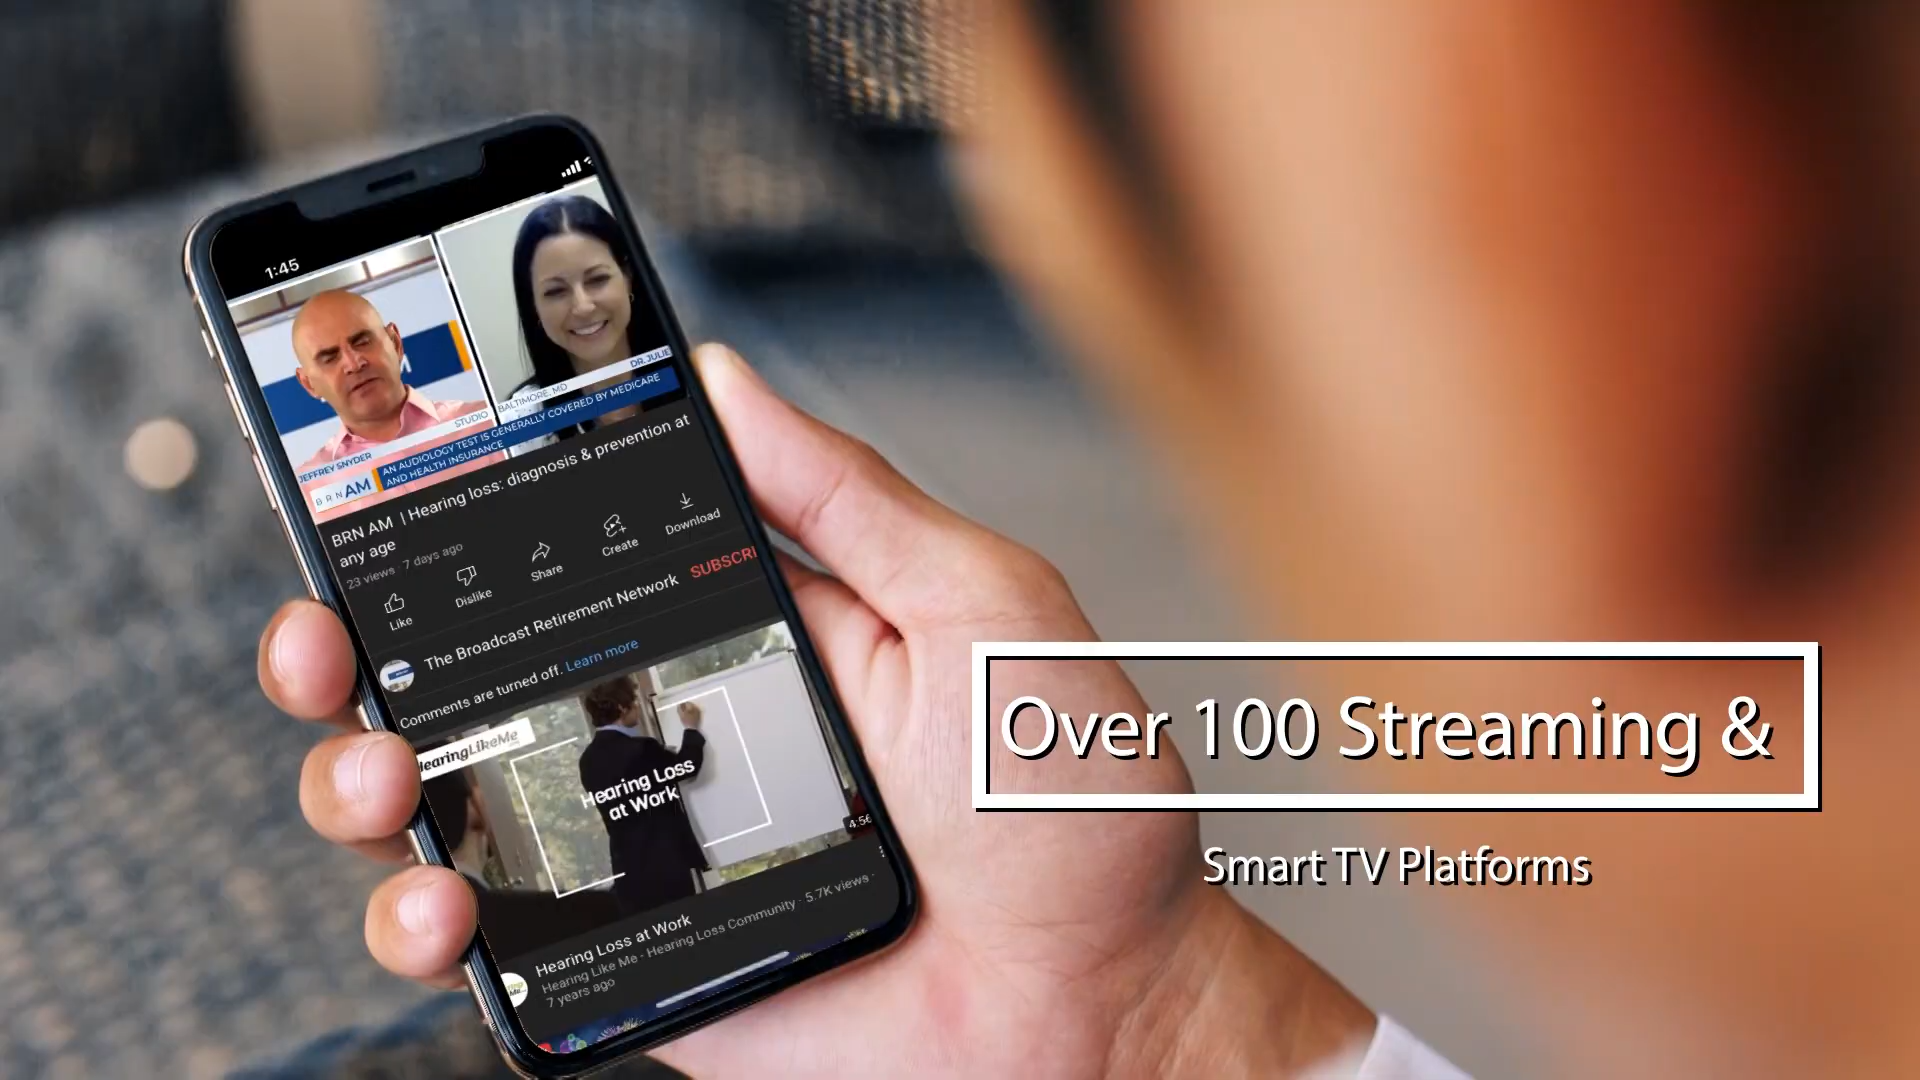 1:45
STUDIO
BALTIMORE, MD
DR. JULIE
JEFFREY SNYDER
BRN AM
AN AUDIOLOGY TEST IS GENERALLY COVERED BY MEDICARE
AND HEALTH INSURANCE
BRN AM | Hearing loss: diagnosis & prevention at
any age
23 views · 7 days ago
Like
Dislike
Share
Create
Download
The Broadcast Retirement Network
SUBSCRI
Comments are turned off. Learn more
HearingLikeMe
Hearing Loss
at Work
4:56
Hearing Loss at Work
Hearing Like Me - Hearing Loss Community · 5.7K views ·
7 years ago
Over 100 Streaming &
Smart TV Platforms